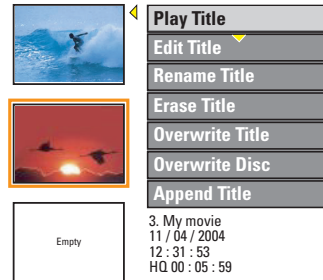 Play Title
Edit Title
Rename Title
Erase Title
Overwrite Title
Overwrite Disc
Append Title
Empty
3. My movie
11 / 04 / 2004
12 : 31 : 53
HQ 00 : 05 : 59